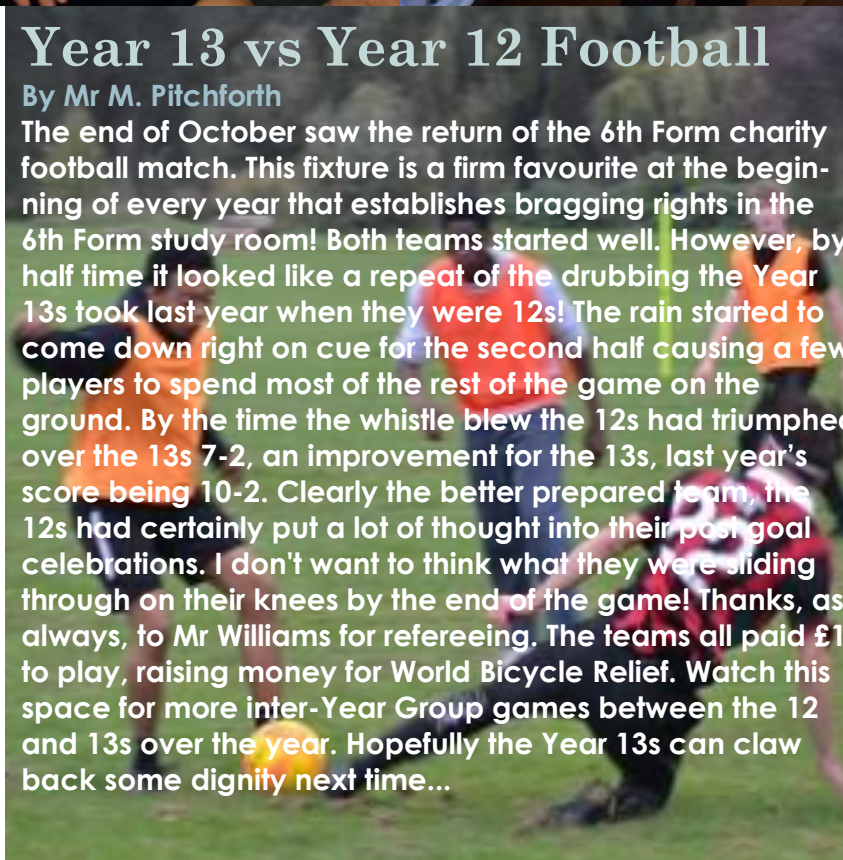 Year 13 vs Year 12 Football
By Mr M. Pitchforth
The end of October saw the return of the 6th Form charity
football match. This fixture is a firm favourite at the begin-
ning of every year that establishes bragging rights in the
6th Form study room! Both teams started well. However, by
half time it looked like a repeat of the drubbing the Year
13s took last year when they were 12s! The rain started to
come down right on cue for the second half causing a few
players to spend most of the rest of the game on the
ground. By the time the whistle blew the 12s had triumphed
over the 13s 7-2, an improvement for the 13s, last year's
score being 10-2. Clearly the better prepared team, the
12s had certainly put a lot of thought into their post goal
celebrations. I don't want to think what they were sliding
through on their knees by the end of the game! Thanks, as
always, to Mr Williams for refereeing. The teams all paid £1
to play, raising money for World Bicycle Relief. Watch this
space for more inter-Year Group games between the 12
and 13s over the year. Hopefully the Year 13s can claw
back some dignity next time...